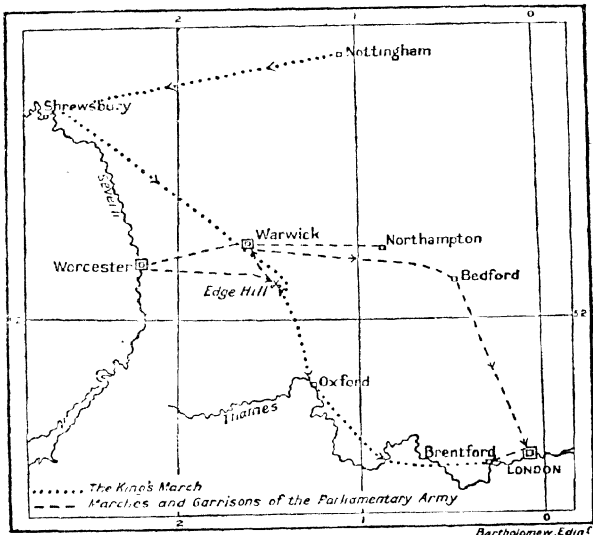 2 1 0
Nottingham
Shrewsbury
Severn
Warwick
Northampton
Worcester
Bedford
Edge Hill
52
Oxford
Thames
Brentford
LONDON
The King's March
Marches and Garrisons of the Parliamentary Army
2 1 0
Bartholomew, Edinr